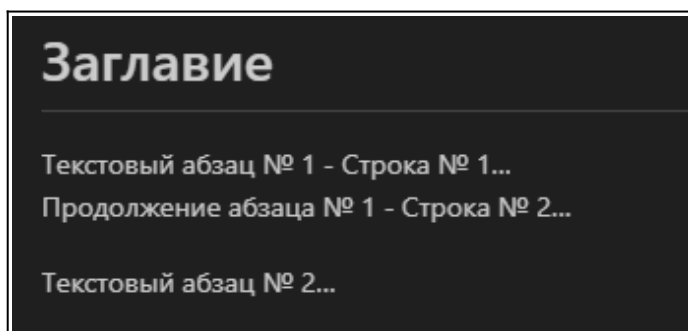 Заглавие
Текстовый абзац № 1 - Строка № 1...
Продолжение абзаца № 1 - Строка № 2...
Текстовый абзац № 2...